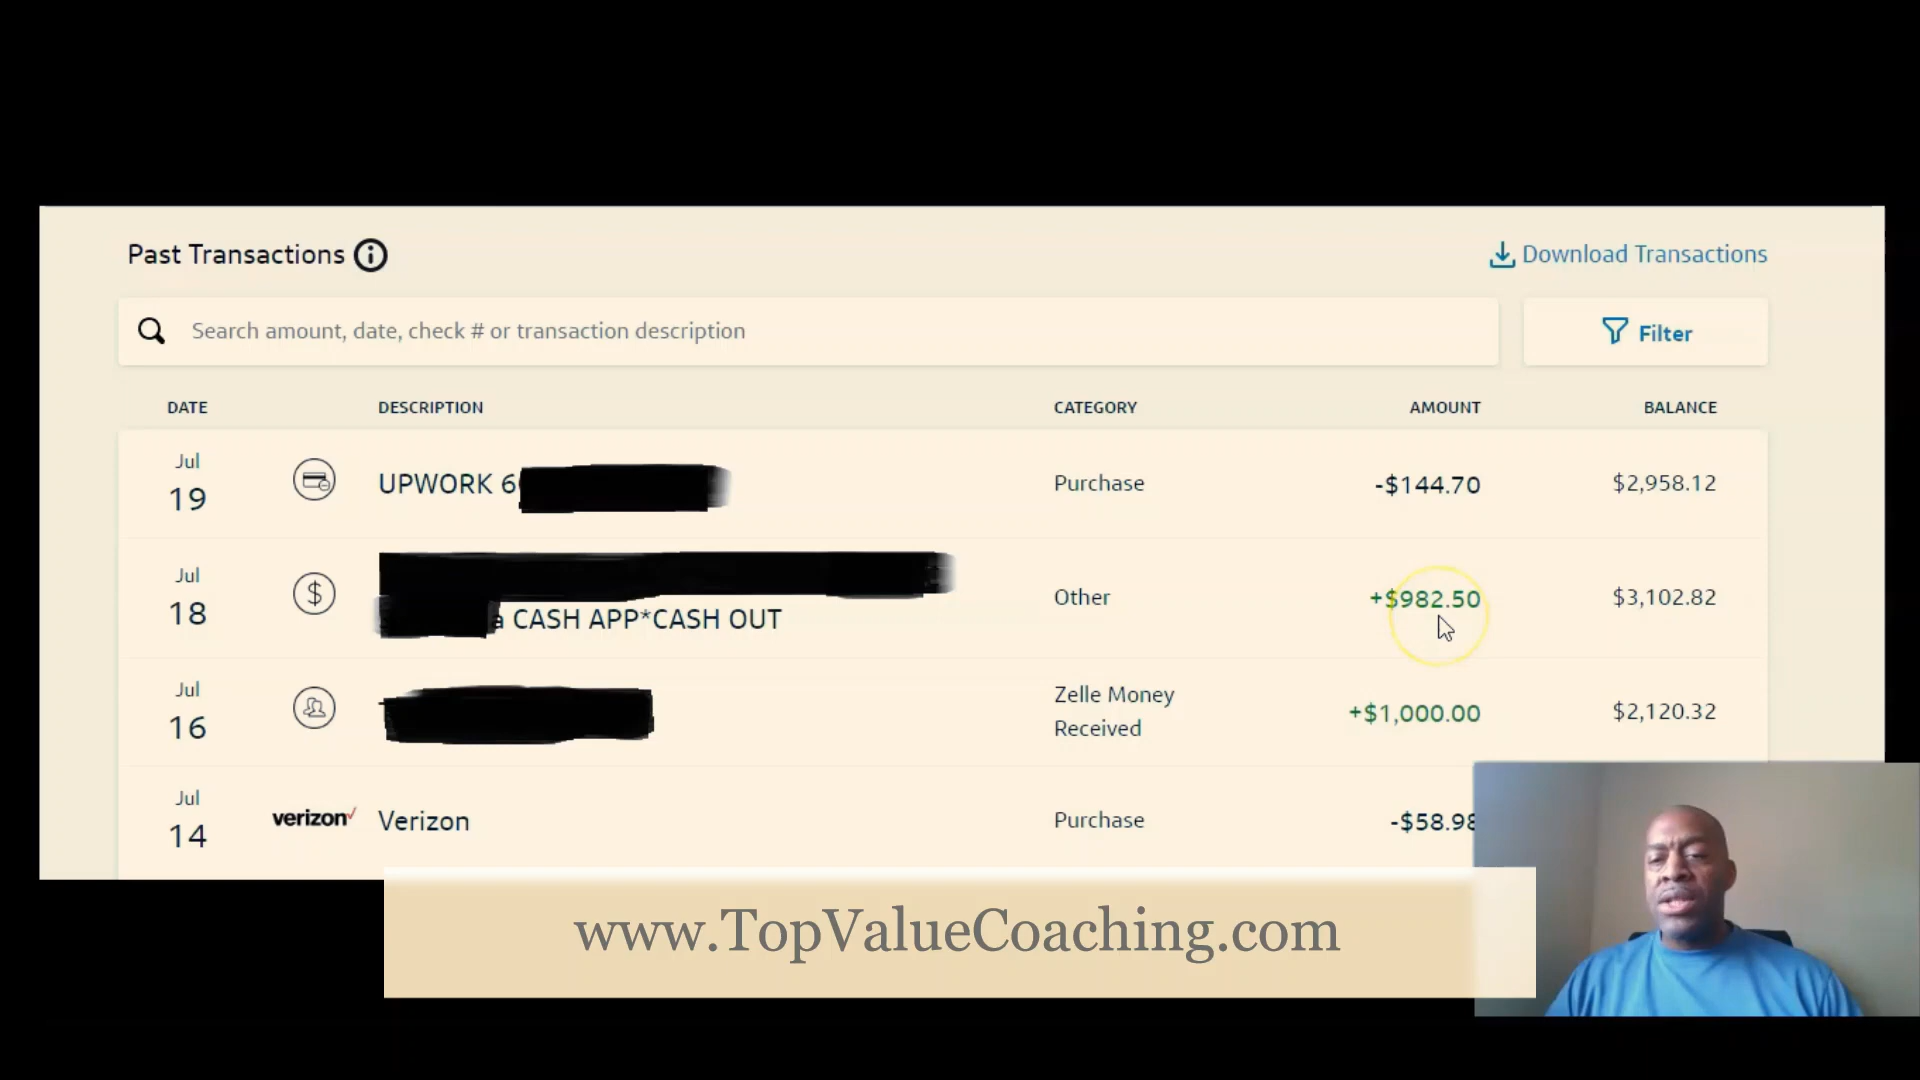 Past Transactions
Download Transactions
Search amount, date, check # or transaction description
Filter
DATE DESCRIPTION CATEGORY AMOUNT BALANCE
Jul 19 UPWORK 6 Purchase -$144.70 $2,958.12
Jul 18 a CASH APP*CASH OUT Other +$982.50 $3,102.82
Jul 16 Zelle Money Received +$1,000.00 $2,120.32
Jul 14 verizon Verizon Purchase -$58.98
www.TopValueCoaching.com